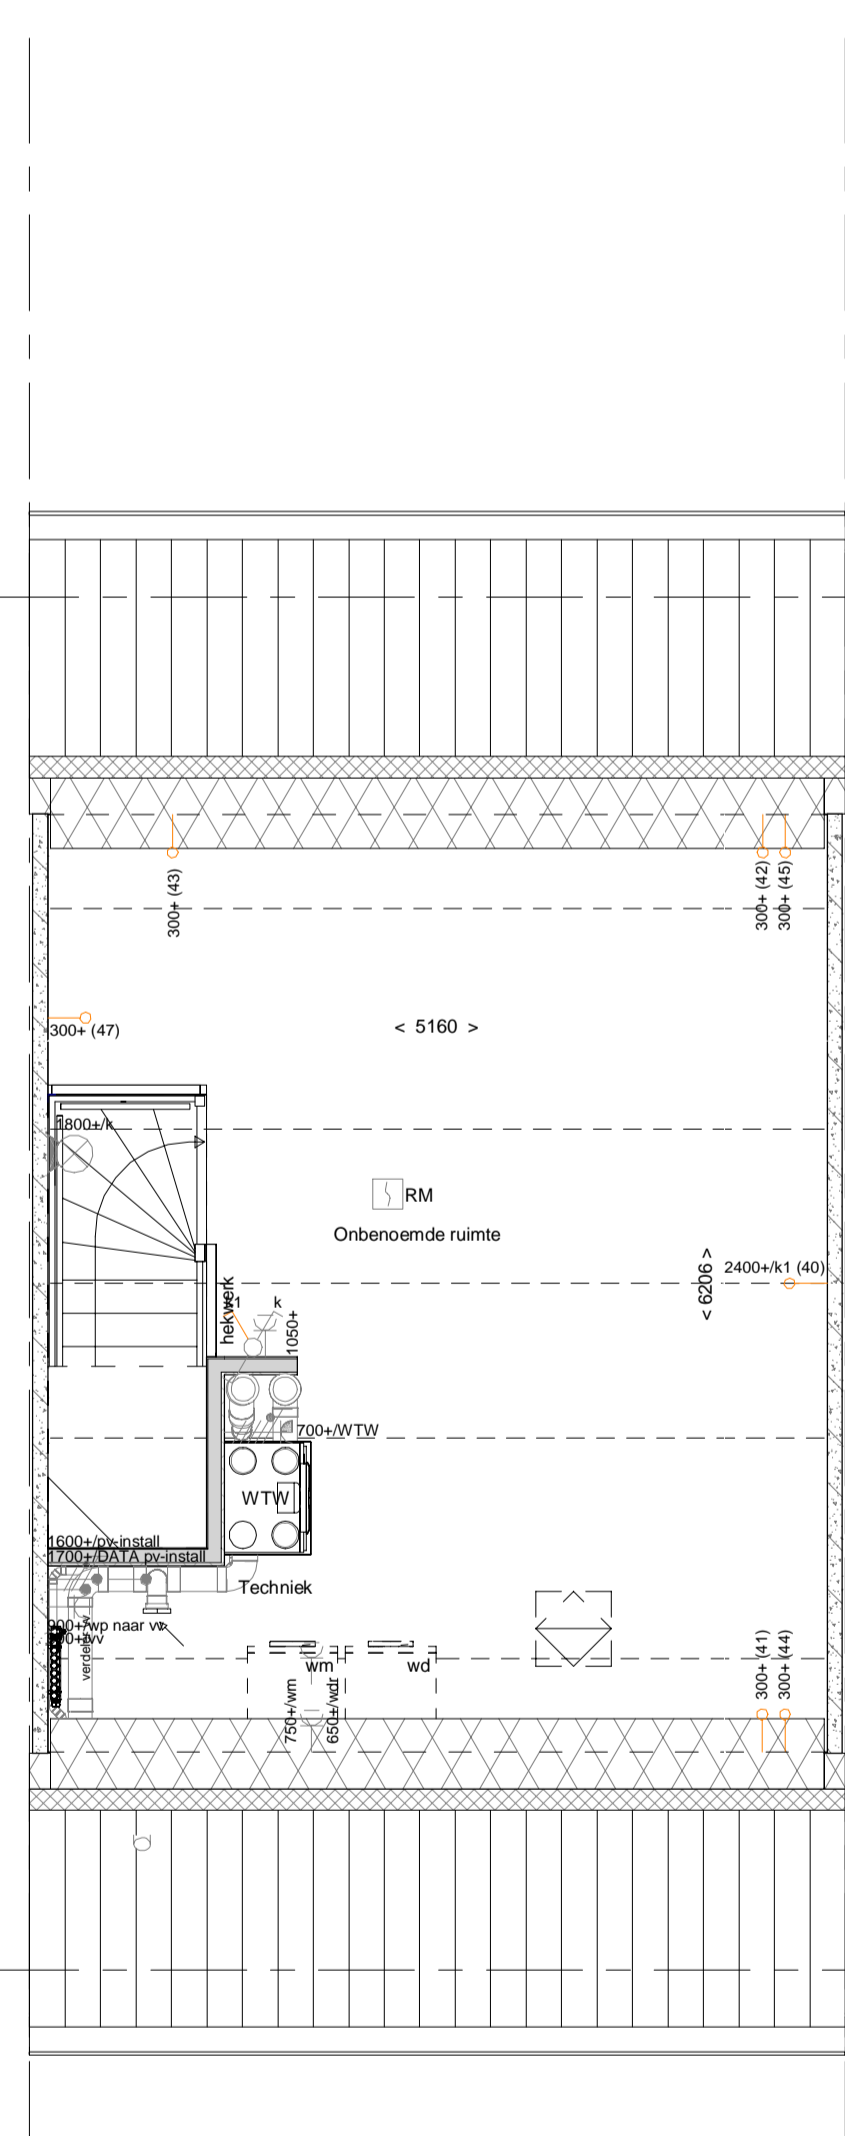 300+ (43)
300+ (42)
300+ (45)
300+ (47)
< 5160 >
1800+/k
RM
Onbenoemde ruimte
< 6206 >
2400+/k1 (40)
hekwerk
k
1050+
700+/WTW
WTW
1600+/pv-install
1700+/DATA pv-install
Techniek
wp naar vv
wm
wd
750+/wm
650+/wdr
300+ (41)
300+ (44)